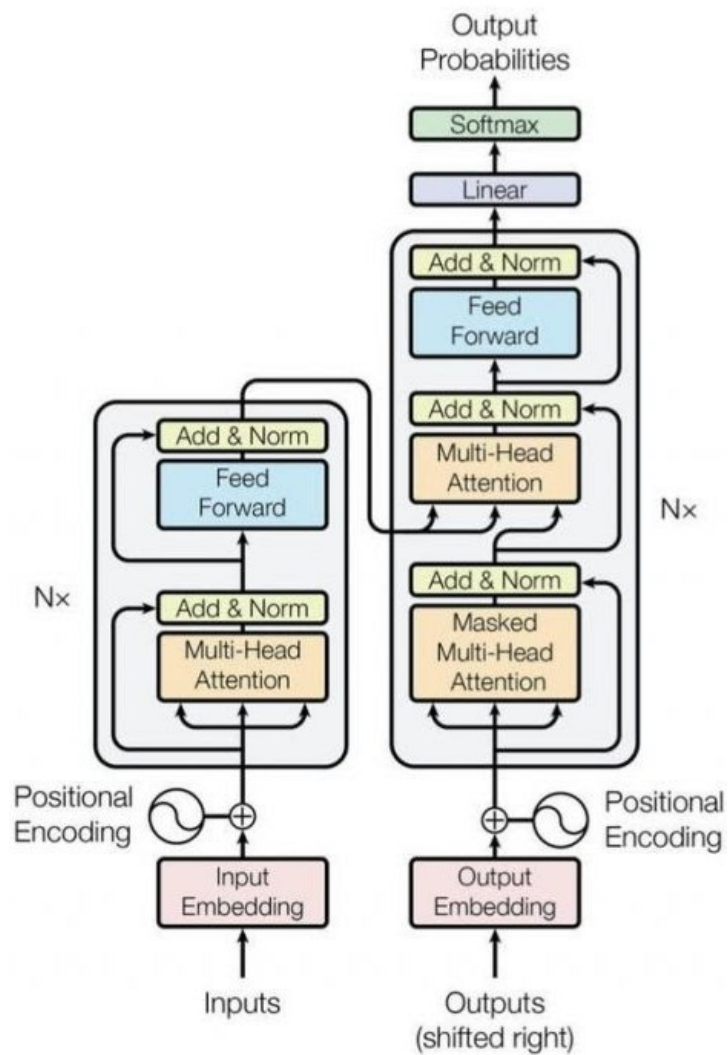 Output
Probabilities
Softmax
Linear
Add & Norm
Feed
Forward
Add & Norm
Multi-Head
Attention
Nx
Add & Norm
Masked
Multi-Head
Attention
Add & Norm
Feed
Forward
Nx
Add & Norm
Multi-Head
Attention
Positional
Encoding
Positional
Encoding
Input
Embedding
Output
Embedding
Inputs
Outputs
(shifted right)